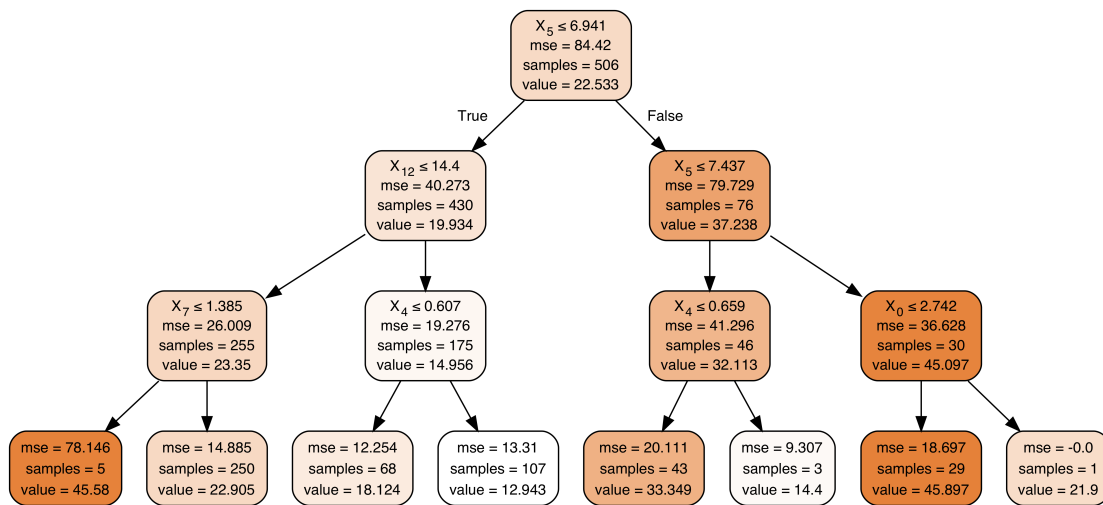 X5 ≤ 6.941
mse = 84.42
samples = 506
value = 22.533
True
False
X12 ≤ 14.4
mse = 40.273
samples = 430
value = 19.934
X5 ≤ 7.437
mse = 79.729
samples = 76
value = 37.238
X7 ≤ 1.385
mse = 26.009
samples = 255
value = 23.35
X4 ≤ 0.607
mse = 19.276
samples = 175
value = 14.956
X4 ≤ 0.659
mse = 41.296
samples = 46
value = 32.113
X0 ≤ 2.742
mse = 36.628
samples = 30
value = 45.097
mse = 78.146
samples = 5
value = 45.58
mse = 14.885
samples = 250
value = 22.905
mse = 12.254
samples = 68
value = 18.124
mse = 13.31
samples = 107
value = 12.943
mse = 20.111
samples = 43
value = 33.349
mse = 9.307
samples = 3
value = 14.4
mse = 18.697
samples = 29
value = 45.897
mse = -0.0
samples = 1
value = 21.9